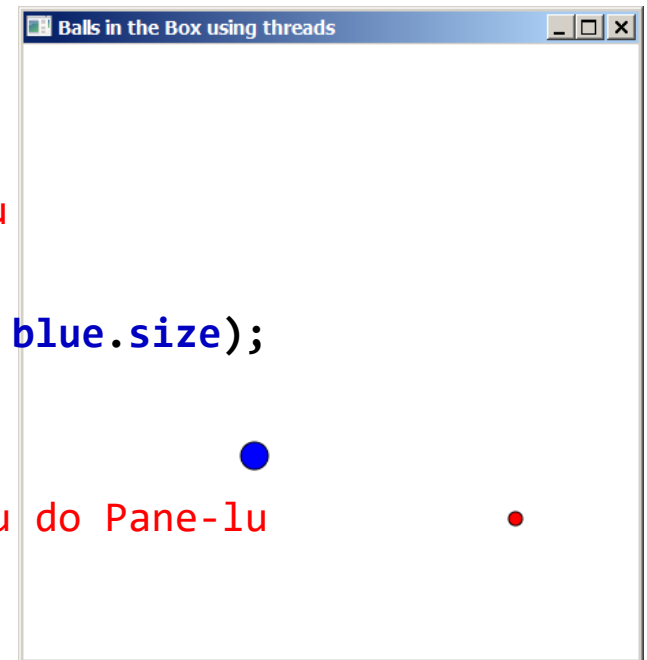 Balls in the Box using threads
u
blue.size);
u do Pane-lu